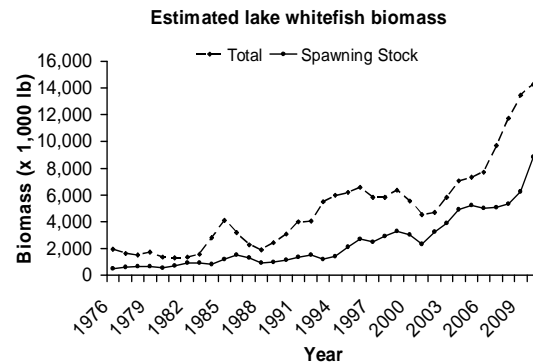 Estimated lake whitefish biomass
Total Spawning Stock
Biomass (x 1,000 lb)
16,000
14,000
12,000
10,000
8,000
6,000
4,000
2,000
0
1976 1979 1982 1985 1988 1991 1994 1997 2000 2003 2006 2009
Year